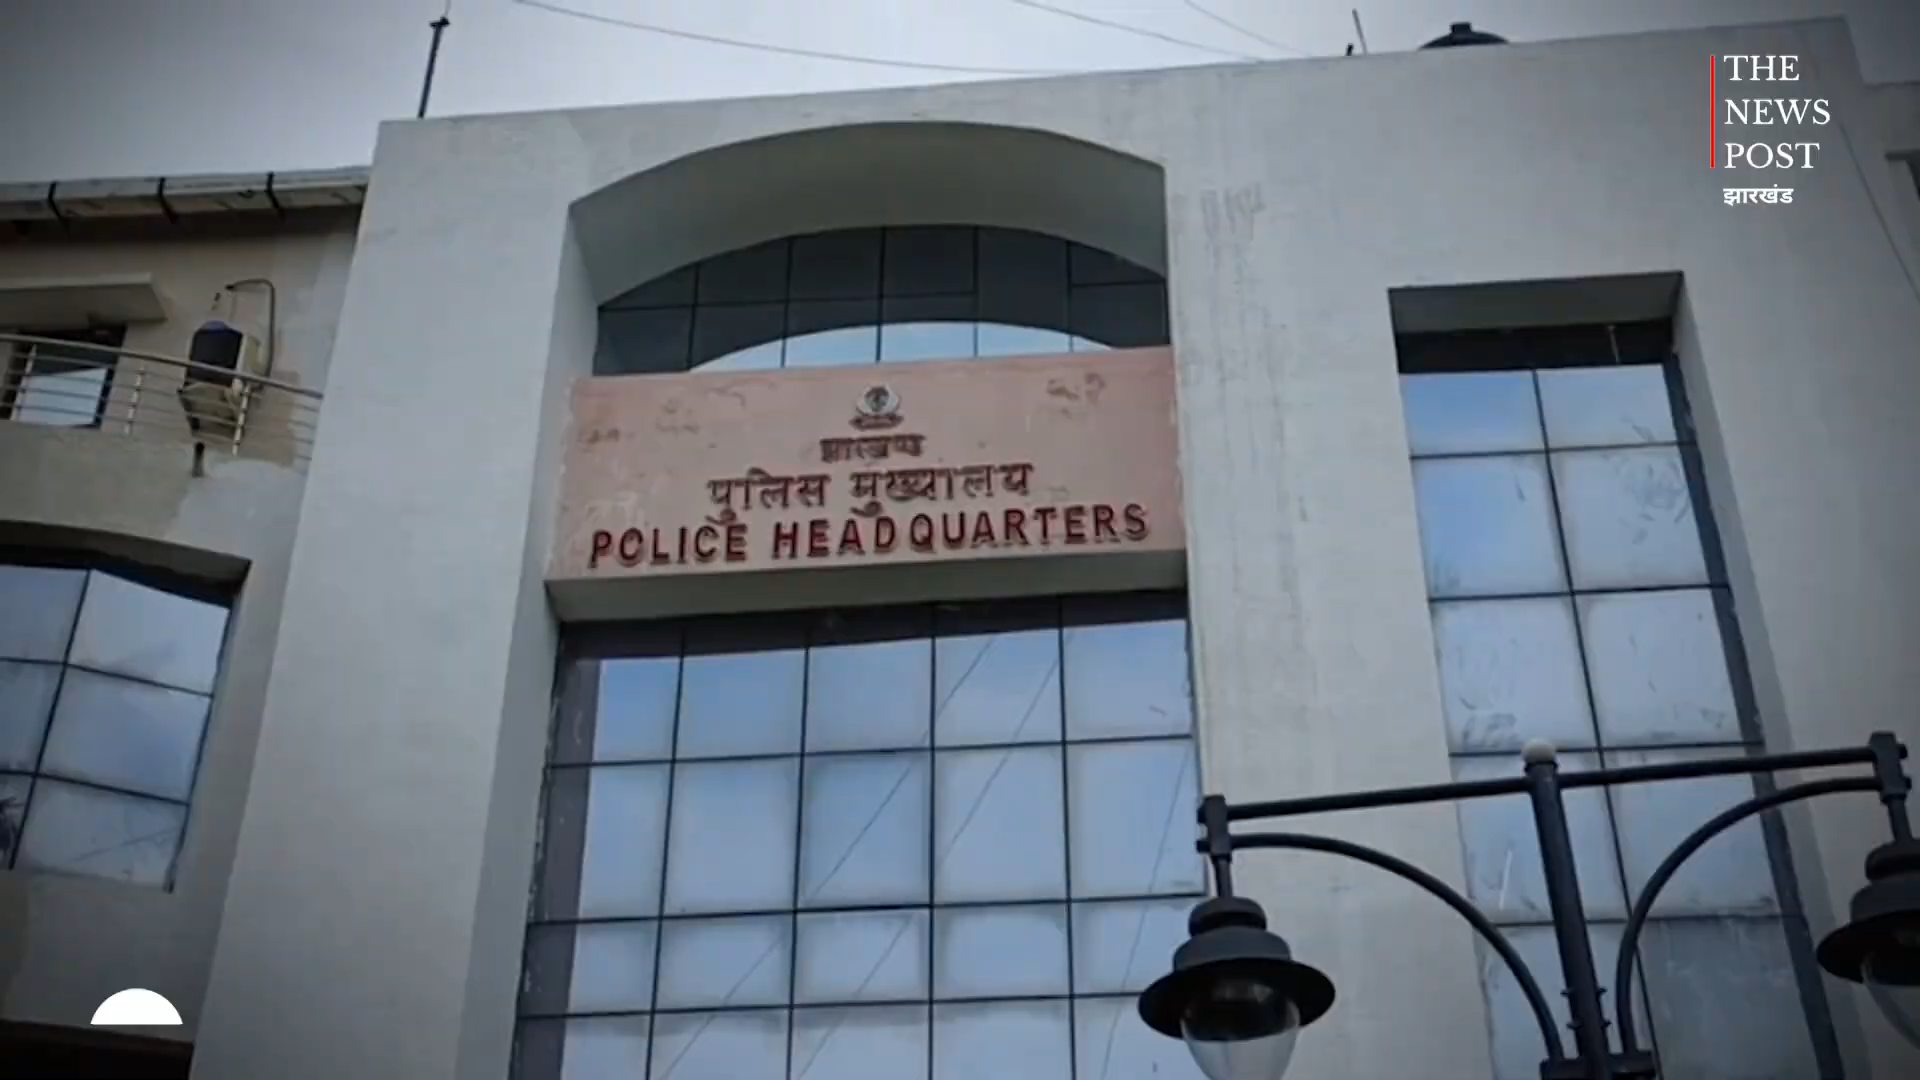 झारखण्ड
पुलिस मुख्यालय
POLICE HEADQUARTERS
THE
NEWS
POST
झारखंड